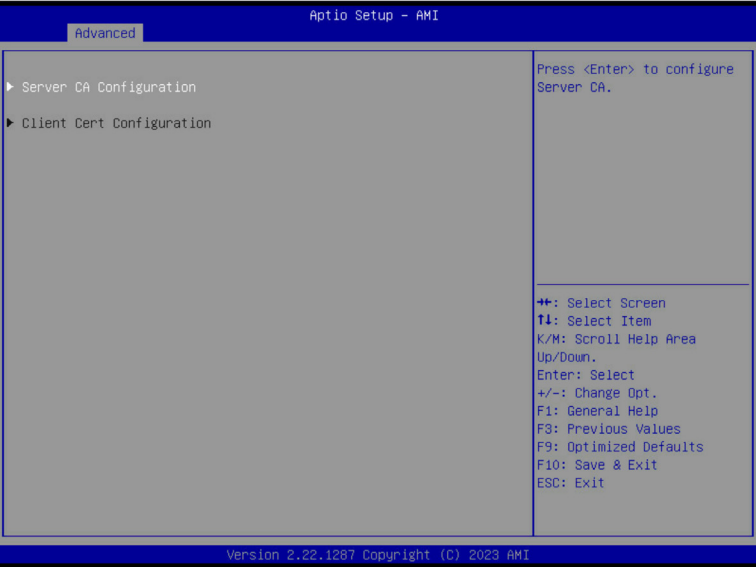 Aptio Setup – AMI
Advanced
Server CA Configuration
Client Cert Configuration
Press <Enter> to configure
Server CA.
→←: Select Screen
↑↓: Select Item
K/M: Scroll Help Area
Up/Down.
Enter: Select
+/-: Change Opt.
F1: General Help
F3: Previous Values
F9: Optimized Defaults
F10: Save & Exit
ESC: Exit
Version 2.22.1287 Copyright (C) 2023 AMI